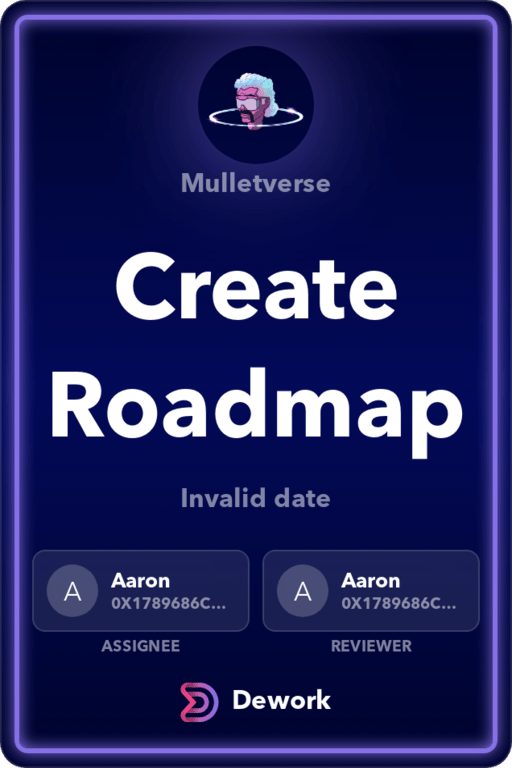 Mulletverse
Create
Roadmap
Invalid date
A
Aaron
0X1789686C...
ASSIGNEE
A
Aaron
0X1789686C...
REVIEWER
Dework